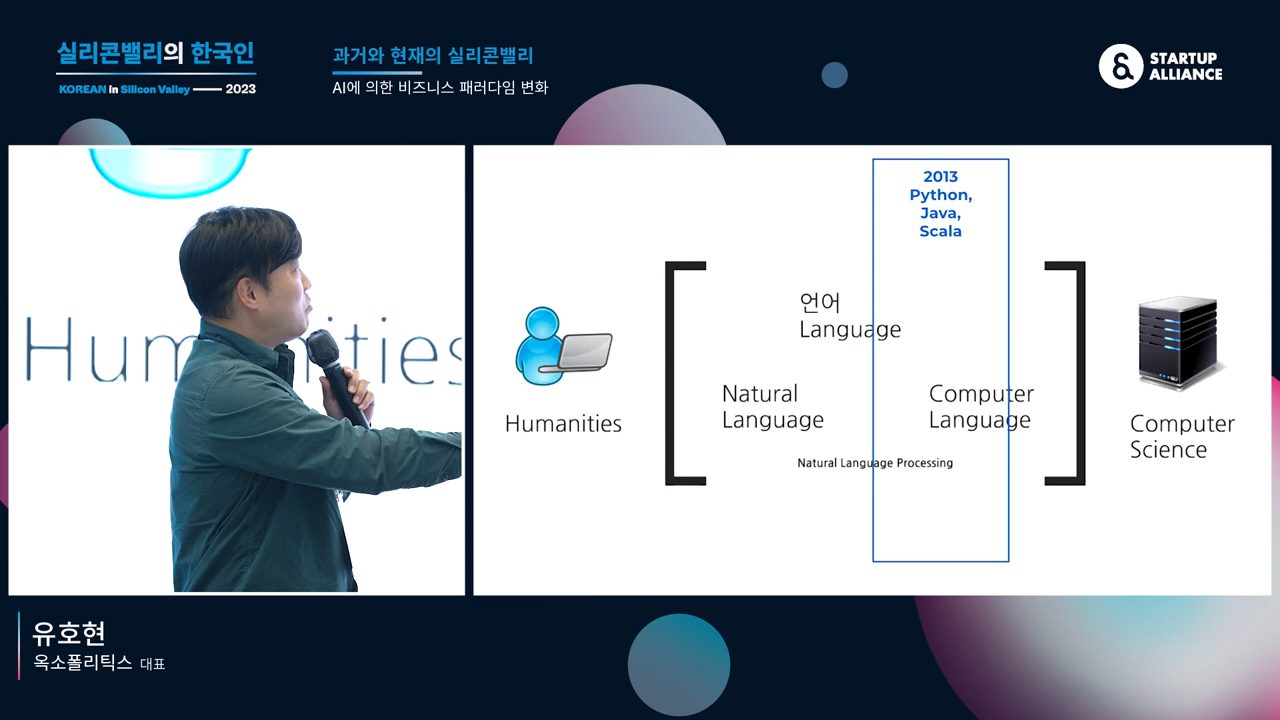 실리콘밸리의 한국인
KOREAN in Silicon Valley 2023
과거와 현재의 실리콘밸리
AI에 의한 비즈니스 패러다임 변화
STARTUP
ALLIANCE
Humanities
2013
Python,
Java,
Scala
언어
Language
Natural
Language
Computer
Language
Natural Language Processing
Humanities
Computer
Science
유호현
옥소폴리틱스 대표